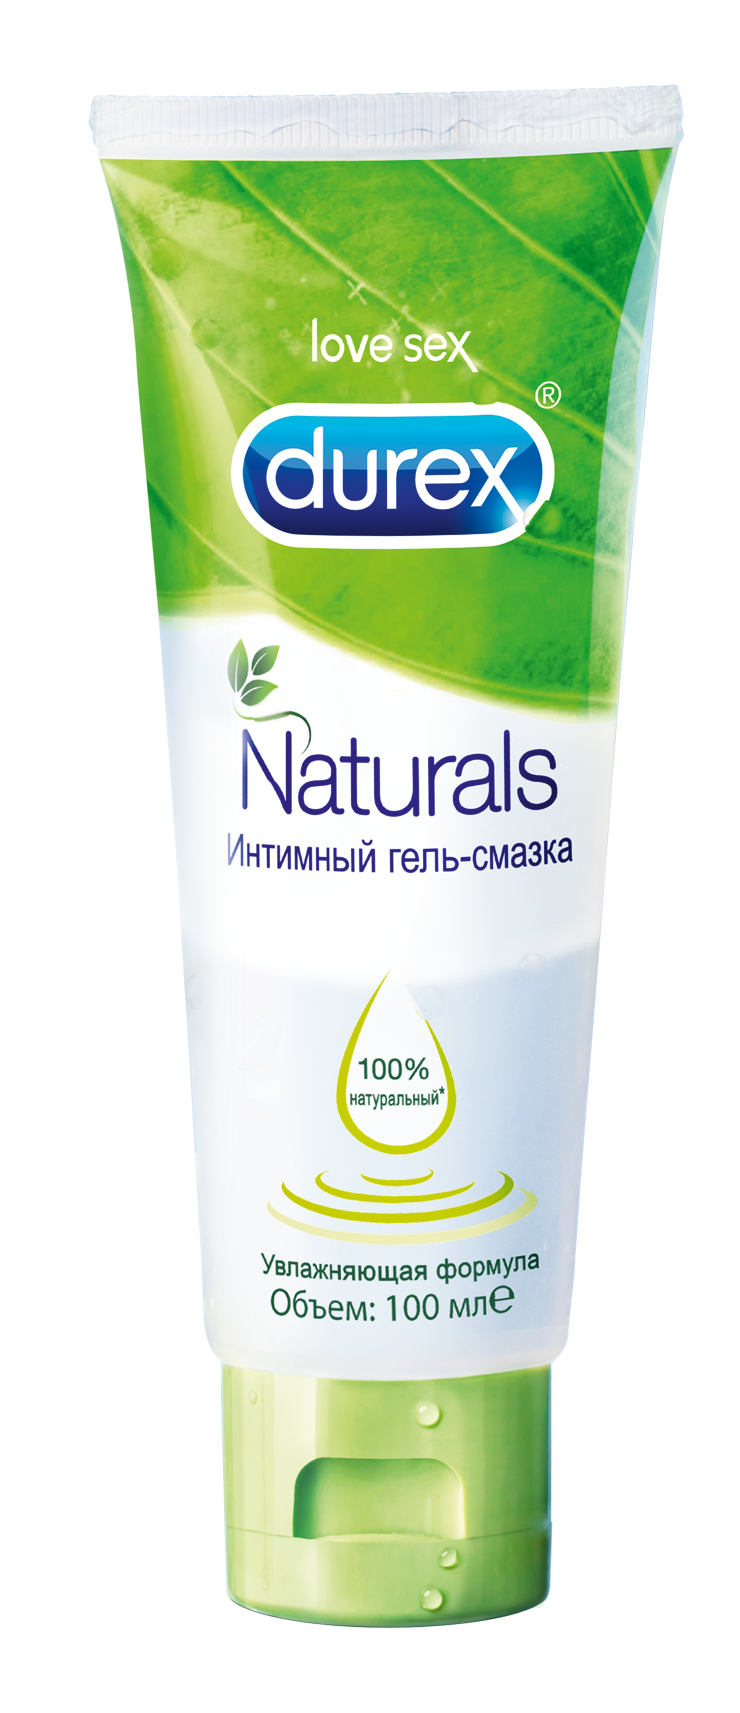 love sex
durex®
Naturals
Интимный гель-смазка
100%
натуральный*
Увлажняющая формула
Объем: 100 мл℮